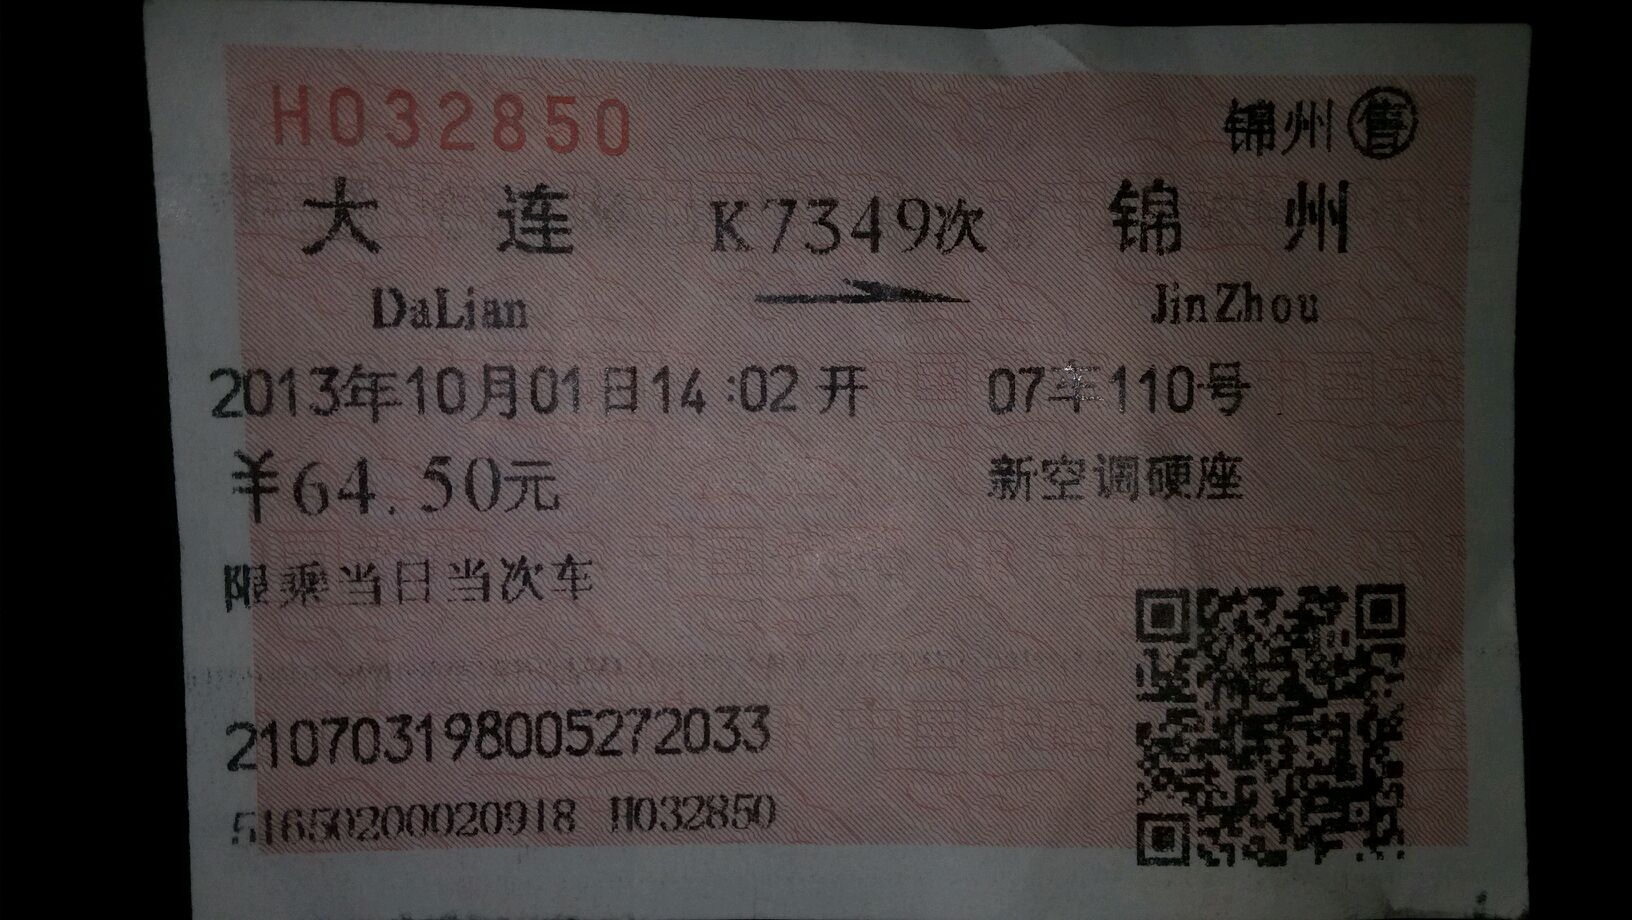 H032850 锦州售
大连 K7349次 锦州
DaLian JinZhou
2013年10月01日14:02开 07车110号
¥64.50元 新空调硬座
限乘当日当次车
210703198005272033
51650200020918 H032850